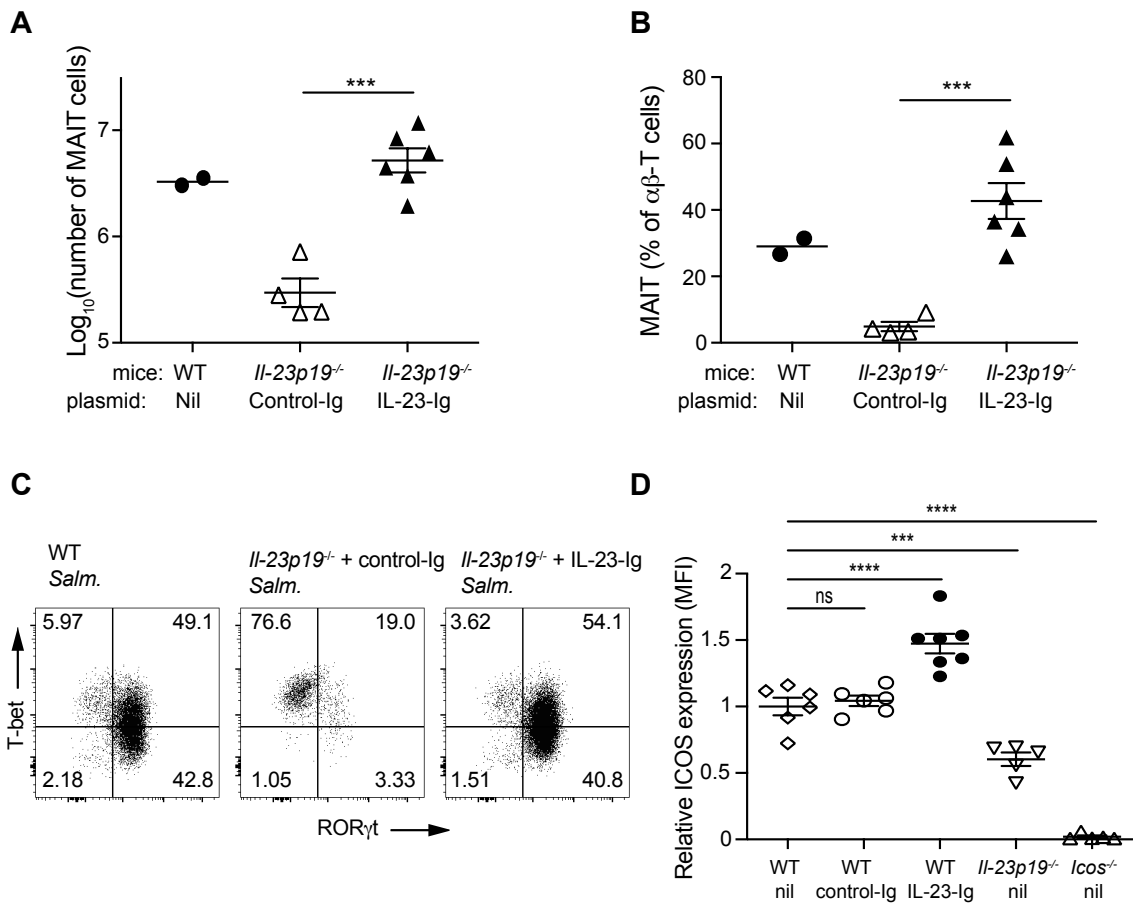 A
Log₁₀(number of MAIT cells)
7
6
5
***
mice: WT Il-23p19-/- Il-23p19-/-
plasmid: Nil Control-Ig IL-23-Ig
B
MAIT (% of αβ-T cells)
80
60
40
20
0
***
mice: WT Il-23p19-/- Il-23p19-/-
plasmid: Nil Control-Ig IL-23-Ig
C
WT
Salm.
Il-23p19-/- + control-Ig
Salm.
Il-23p19-/- + IL-23-Ig
Salm.
5.97 49.1
2.18 42.8
76.6 19.0
1.05 3.33
3.62 54.1
1.51 40.8
T-bet
RORγt
D
****
***
****
ns
Relative ICOS expression (MFI)
2
1.5
1
0.5
0
WT WT WT Il-23p19-/- Icos-/-
nil control-Ig IL-23-Ig nil nil